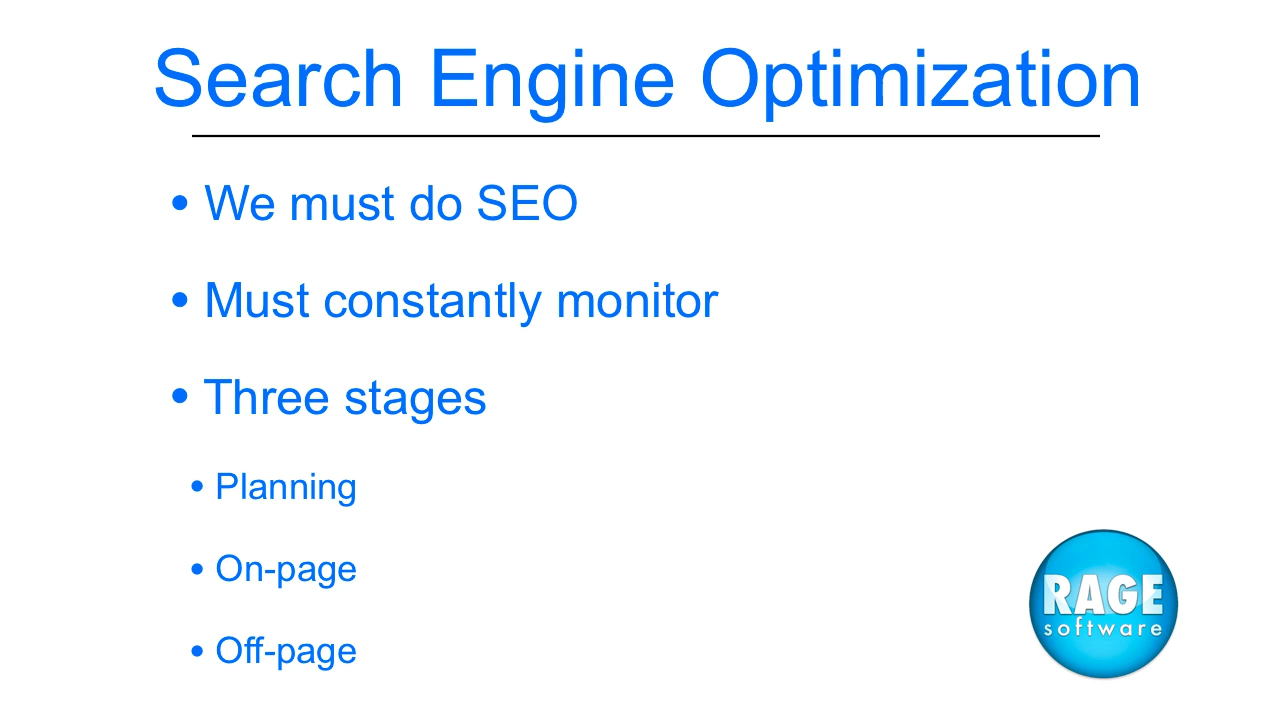 Search Engine Optimization
• We must do SEO
• Must constantly monitor
• Three stages
• Planning
• On-page
• Off-page
RAGE
software